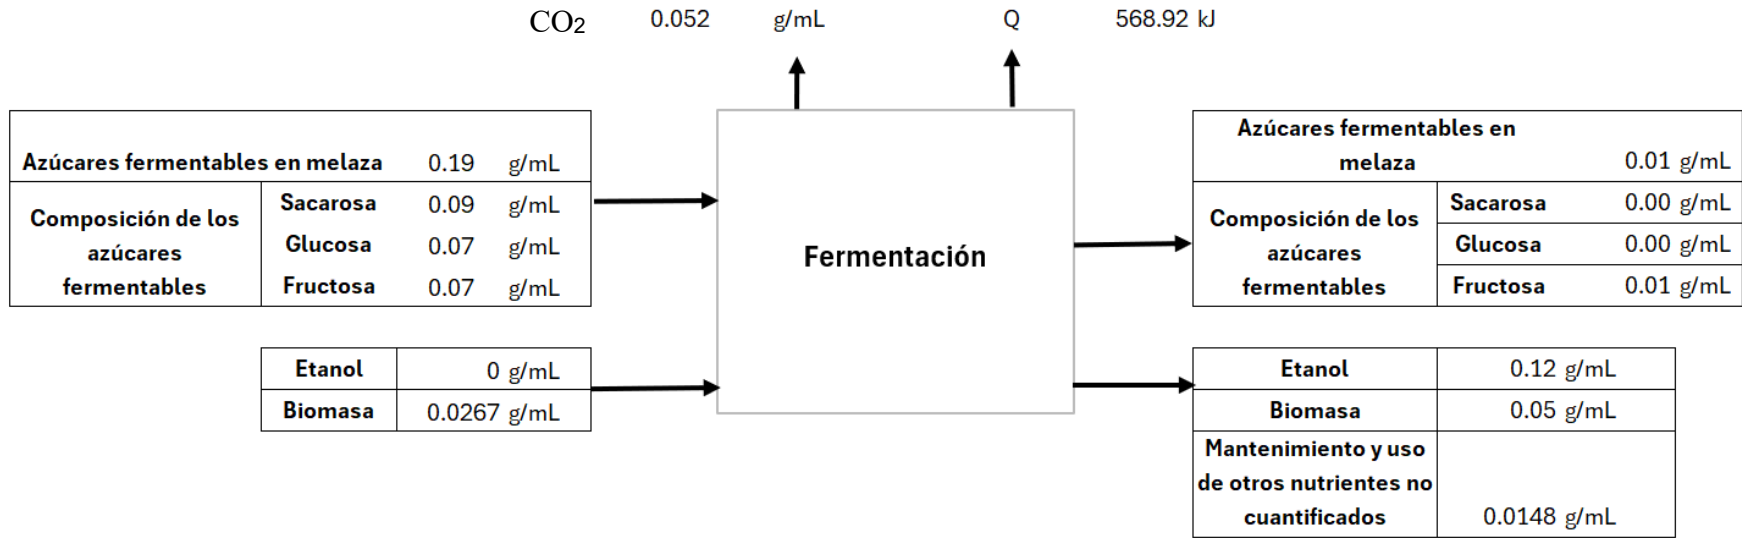 CO₂ 0.052 g/mL Q 568.92 kJ
Azúcares fermentables en melaza 0.19 g/mL
Composición de los azúcares fermentables
Sacarosa 0.09 g/mL
Glucosa 0.07 g/mL
Fructosa 0.07 g/mL
Etanol 0 g/mL
Biomasa 0.0267 g/mL
Fermentación
Azúcares fermentables en
melaza 0.01 g/mL
Composición de los
azúcares
fermentables
Sacarosa 0.00 g/mL
Glucosa 0.00 g/mL
Fructosa 0.01 g/mL
Etanol 0.12 g/mL
Biomasa 0.05 g/mL
Mantenimiento y uso
de otros nutrientes no
cuantificados 0.0148 g/mL